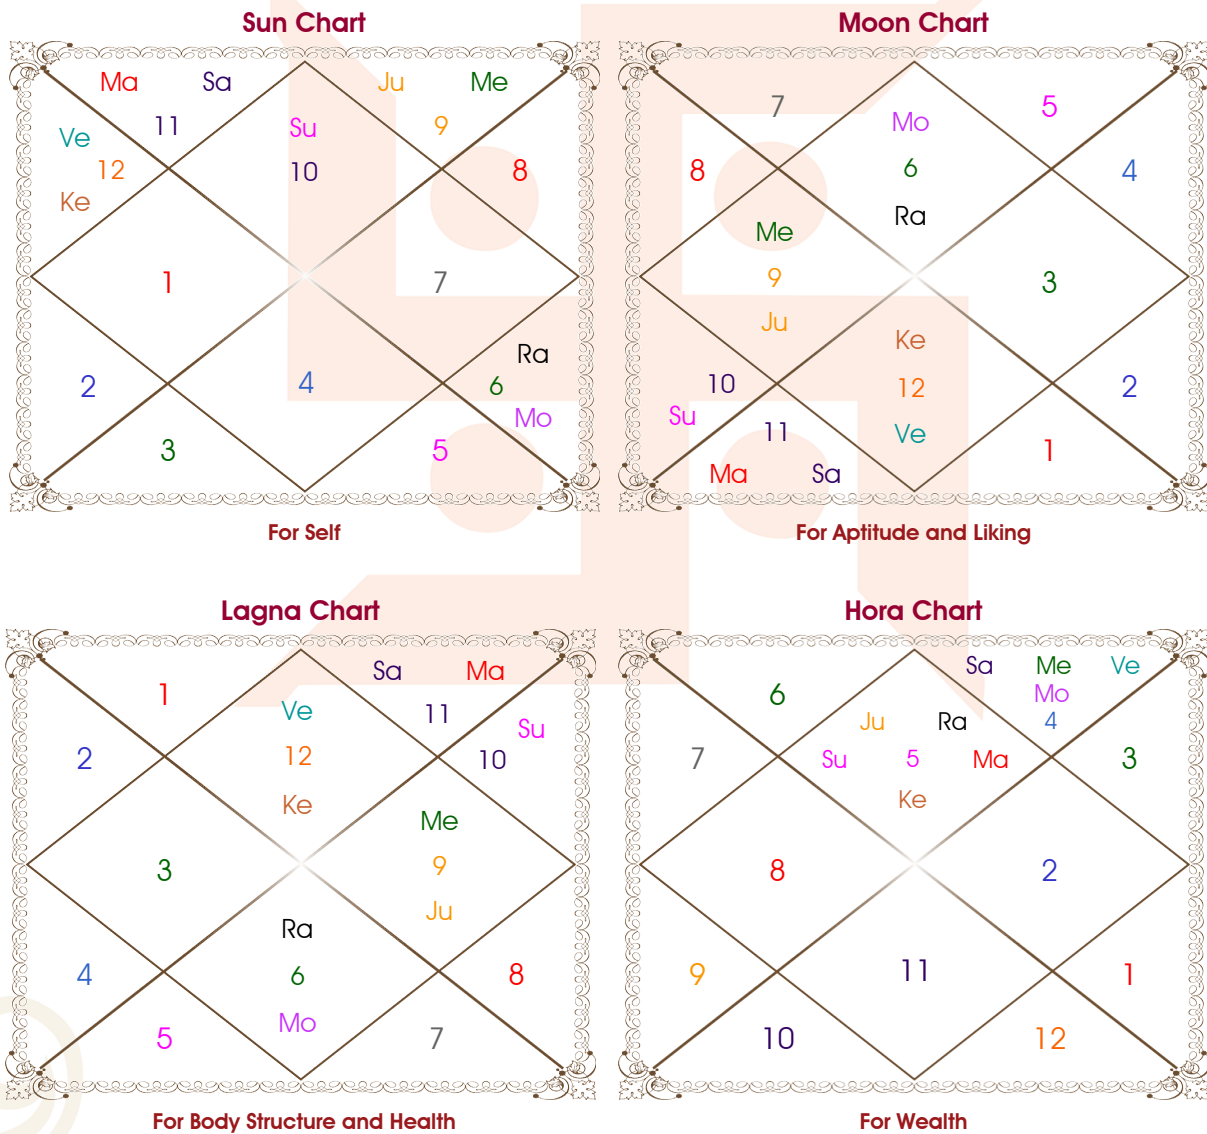 Sun Chart
Ma Sa Ju Me
11 Su 9
Ve
12 10 8
Ke
1 7
Ra
2 4 6
Mo
3 5
For Self
Moon Chart
7 Mo 5
8 6 4
Ra
Me
9 3
Ju
Ke
10 12 2
Su
11 Ve
1
Ma Sa
For Aptitude and Liking
Lagna Chart
Sa Ma
1
Ve 11 Su
2 12 10
Ke
Me
3 9
Ju
Ra
4 6 8
Mo
5 7
For Body Structure and Health
Hora Chart
Sa Me Ve
6 Mo
Ju Ra 4
7 Su 5 Ma 3
Ke
8 2
9 11 1
10 12
For Wealth